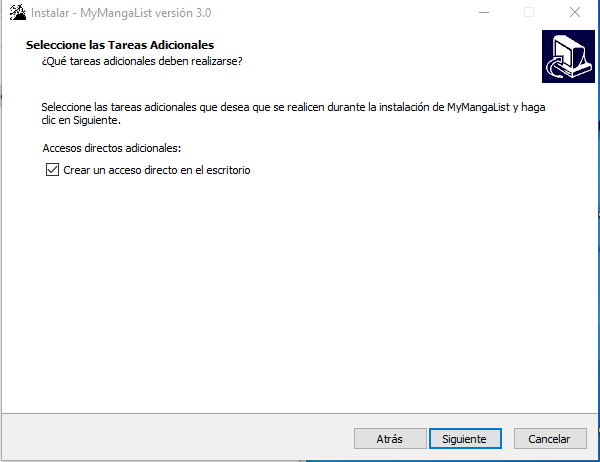 Instalar - MyMangaList versión 3.0
Seleccione las Tareas Adicionales
¿Qué tareas adicionales deben realizarse?
Seleccione las tareas adicionales que desea que se realicen durante la instalación de MyMangaList y haga
clic en Siguiente.
Accesos directos adicionales:
Crear un acceso directo en el escritorio
Atrás
Siguiente
Cancelar